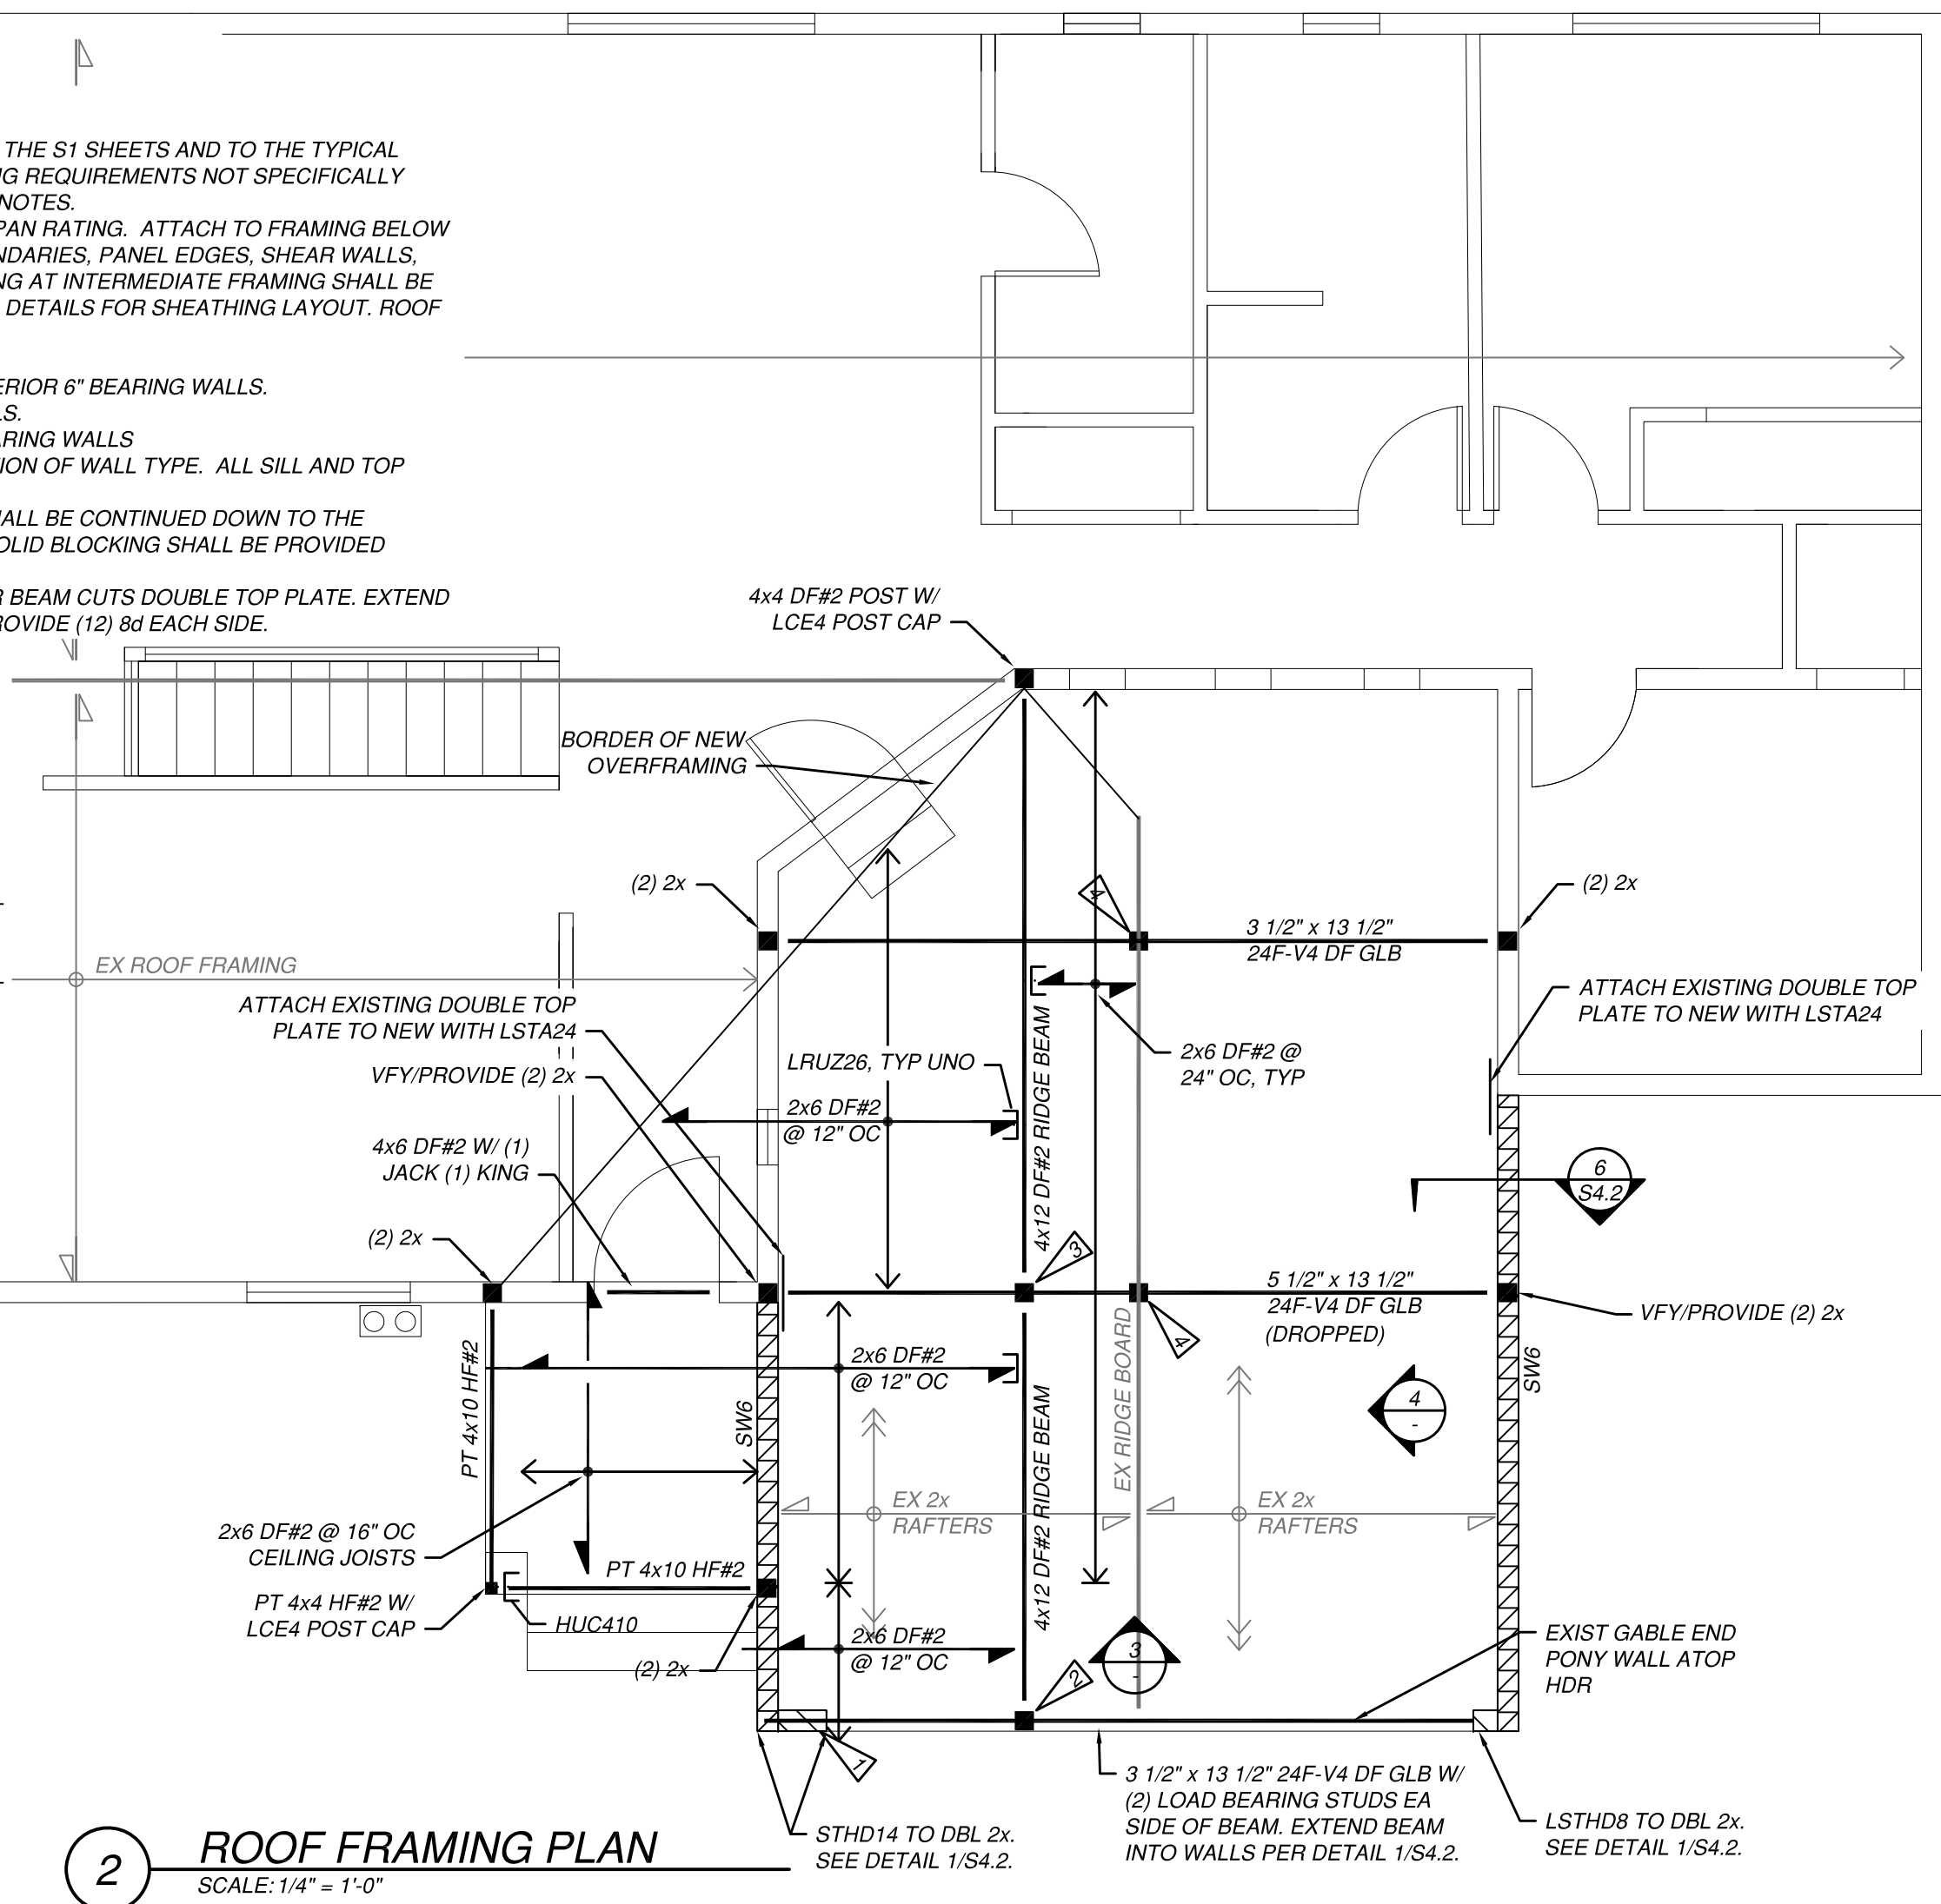 THE S1 SHEETS AND TO THE TYPICAL
NG REQUIREMENTS NOT SPECIFICALLY
NOTES.
PAN RATING. ATTACH TO FRAMING BELOW
NDARIES, PANEL EDGES, SHEAR WALLS,
NG AT INTERMEDIATE FRAMING SHALL BE
DETAILS FOR SHEATHING LAYOUT. ROOF
ERIOR 6" BEARING WALLS.
LS.
ARING WALLS
ION OF WALL TYPE. ALL SILL AND TOP
HALL BE CONTINUED DOWN TO THE
OLID BLOCKING SHALL BE PROVIDED
R BEAM CUTS DOUBLE TOP PLATE. EXTEND
ROVIDE (12) 8d EACH SIDE.
4x4 DF#2 POST W/
LCE4 POST CAP
BORDER OF NEW
OVERFRAMING
(2) 2x
(2) 2x
4
3 1/2" x 13 1/2"
24F-V4 DF GLB
EX ROOF FRAMING
ATTACH EXISTING DOUBLE TOP
PLATE TO NEW WITH LSTA24
ATTACH EXISTING DOUBLE TOP
PLATE TO NEW WITH LSTA24
VFY/PROVIDE (2) 2x
LRUZ26, TYP UNO
2x6 DF#2 @
24" OC, TYP
4x12 DF#2 RIDGE BEAM
2x6 DF#2
@ 12" OC
4x6 DF#2 W/ (1)
JACK (1) KING
6
S4.2
(2) 2x
3
5 1/2" x 13 1/2"
24F-V4 DF GLB
(DROPPED)
VFY/PROVIDE (2) 2x
4
PT 4x10 HF#2
2x6 DF#2
@ 12" OC
SW6
4x12 DF#2 RIDGE BEAM
EX RIDGE BOARD
4
-
SW6
EX 2x
RAFTERS
EX 2x
RAFTERS
2x6 DF#2 @ 16" OC
CEILING JOISTS
PT 4x10 HF#2
PT 4x4 HF#2 W/
LCE4 POST CAP
HUC410
(2) 2x
2x6 DF#2
@ 12" OC
3
-
2
EXIST GABLE END
PONY WALL ATOP
HDR
1
3 1/2" x 13 1/2" 24F-V4 DF GLB W/
(2) LOAD BEARING STUDS EA
SIDE OF BEAM. EXTEND BEAM
INTO WALLS PER DETAIL 1/S4.2.
STHD14 TO DBL 2x.
SEE DETAIL 1/S4.2.
LSTHD8 TO DBL 2x.
SEE DETAIL 1/S4.2.
2
ROOF FRAMING PLAN
SCALE: 1/4" = 1'-0"